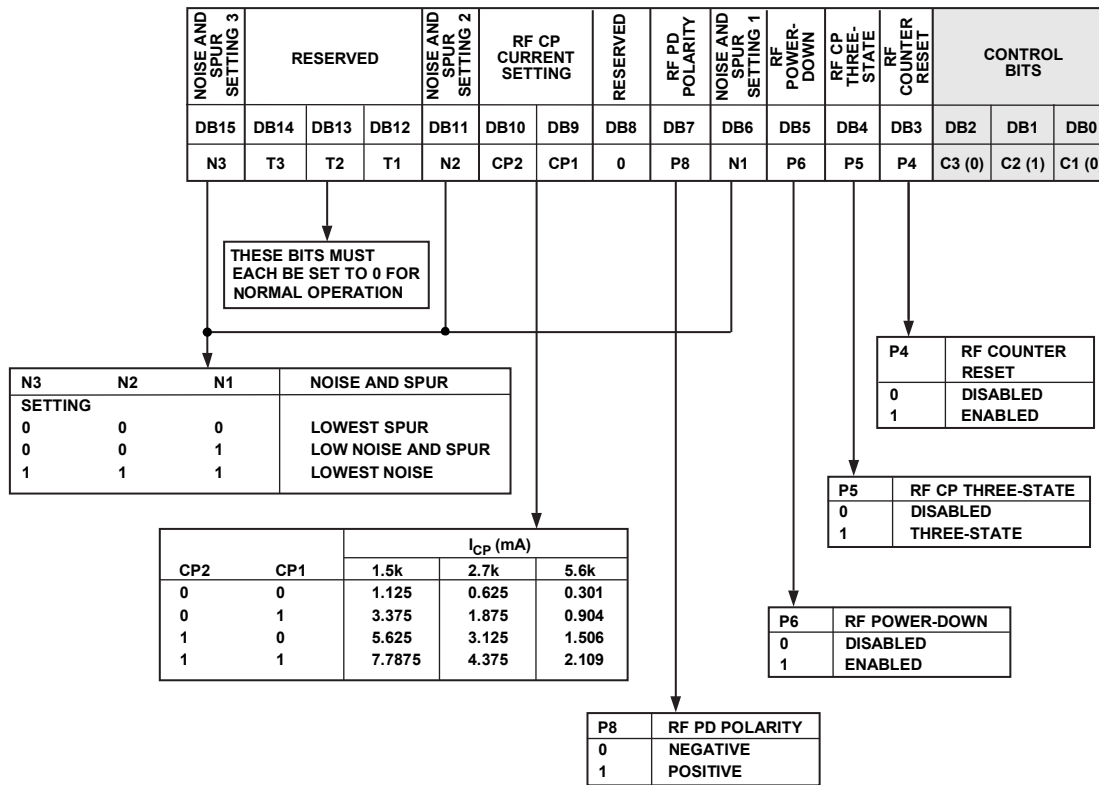 NOISE AND SPUR SETTING 3
RESERVED
NOISE AND SPUR SETTING 2
RF CP CURRENT SETTING
RESERVED
RF PD POLARITY
NOISE AND SPUR SETTING 1
RF POWER-DOWN
RF CP THREE-STATE
RF COUNTER RESET
CONTROL BITS
DB15 DB14 DB13 DB12 DB11 DB10 DB9 DB8 DB7 DB6 DB5 DB4 DB3 DB2 DB1 DB0
N3 T3 T2 T1 N2 CP2 CP1 0 P8 N1 P6 P5 P4 C3 (0) C2 (1) C1 (0
THESE BITS MUST
EACH BE SET TO 0 FOR
NORMAL OPERATION
N3 N2 N1 NOISE AND SPUR
SETTING
0 0 0 LOWEST SPUR
0 0 1 LOW NOISE AND SPUR
1 1 1 LOWEST NOISE
P4 RF COUNTER
RESET
0 DISABLED
1 ENABLED
P5 RF CP THREE-STATE
0 DISABLED
1 THREE-STATE
ICP (mA)
CP2 CP1 1.5k 2.7k 5.6k
0 0 1.125 0.625 0.301
0 1 3.375 1.875 0.904
1 0 5.625 3.125 1.506
1 1 7.7875 4.375 2.109
P6 RF POWER-DOWN
0 DISABLED
1 ENABLED
P8 RF PD POLARITY
0 NEGATIVE
1 POSITIVE